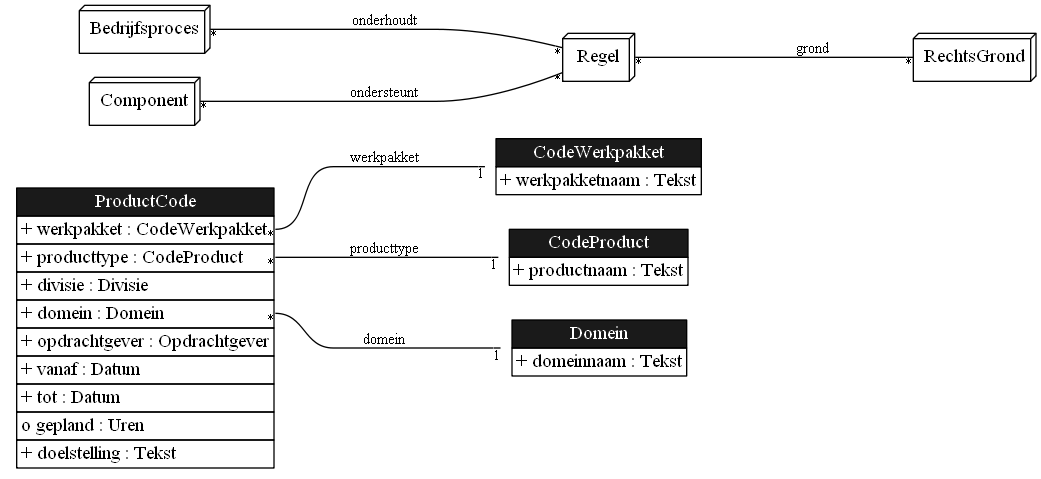 Bedrijfsproces
*
onderhoudt
*
Regel
*
grond
*
RechtsGrond
Component
*
ondersteunt
*
ProductCode
+ werkpakket : CodeWerkpakket
*
+ producttype : CodeProduct
*
+ divisie : Divisie
+ domein : Domein
*
+ opdrachtgever : Opdrachtgever
+ vanaf : Datum
+ tot : Datum
o gepland : Uren
+ doelstelling : Tekst
werkpakket
1
CodeWerkpakket
+ werkpakketnaam : Tekst
producttype
1
CodeProduct
+ productnaam : Tekst
domein
1
Domein
+ domeinnaam : Tekst